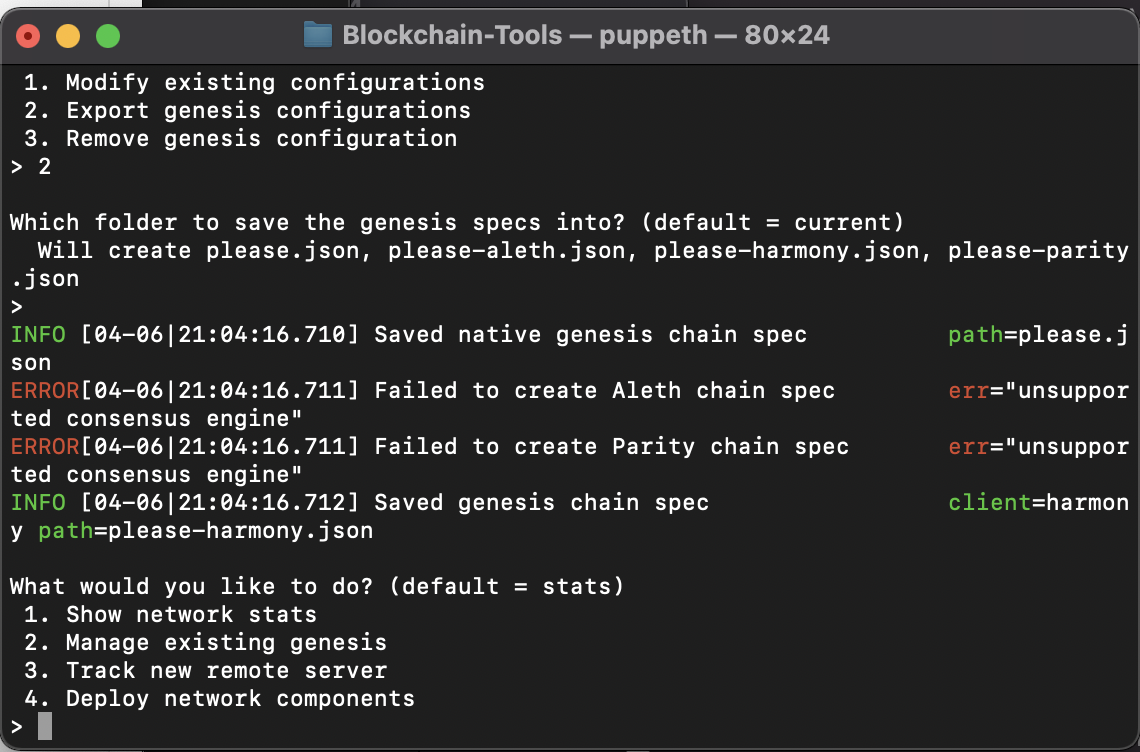 Blockchain-Tools — puppeth — 80×24
1. Modify existing configurations
2. Export genesis configurations
3. Remove genesis configuration
> 2
Which folder to save the genesis specs into? (default = current)
Will create please.json, please-aleth.json, please-harmony.json, please-parity
.json
>
INFO [04-06|21:04:16.710] Saved native genesis chain spec path=please.j
son
ERROR[04-06|21:04:16.711] Failed to create Aleth chain spec err="unsuppor
ted consensus engine"
ERROR[04-06|21:04:16.711] Failed to create Parity chain spec err="unsuppor
ted consensus engine"
INFO [04-06|21:04:16.712] Saved genesis chain spec client=harmon
y path=please-harmony.json
What would you like to do? (default = stats)
1. Show network stats
2. Manage existing genesis
3. Track new remote server
4. Deploy network components
>